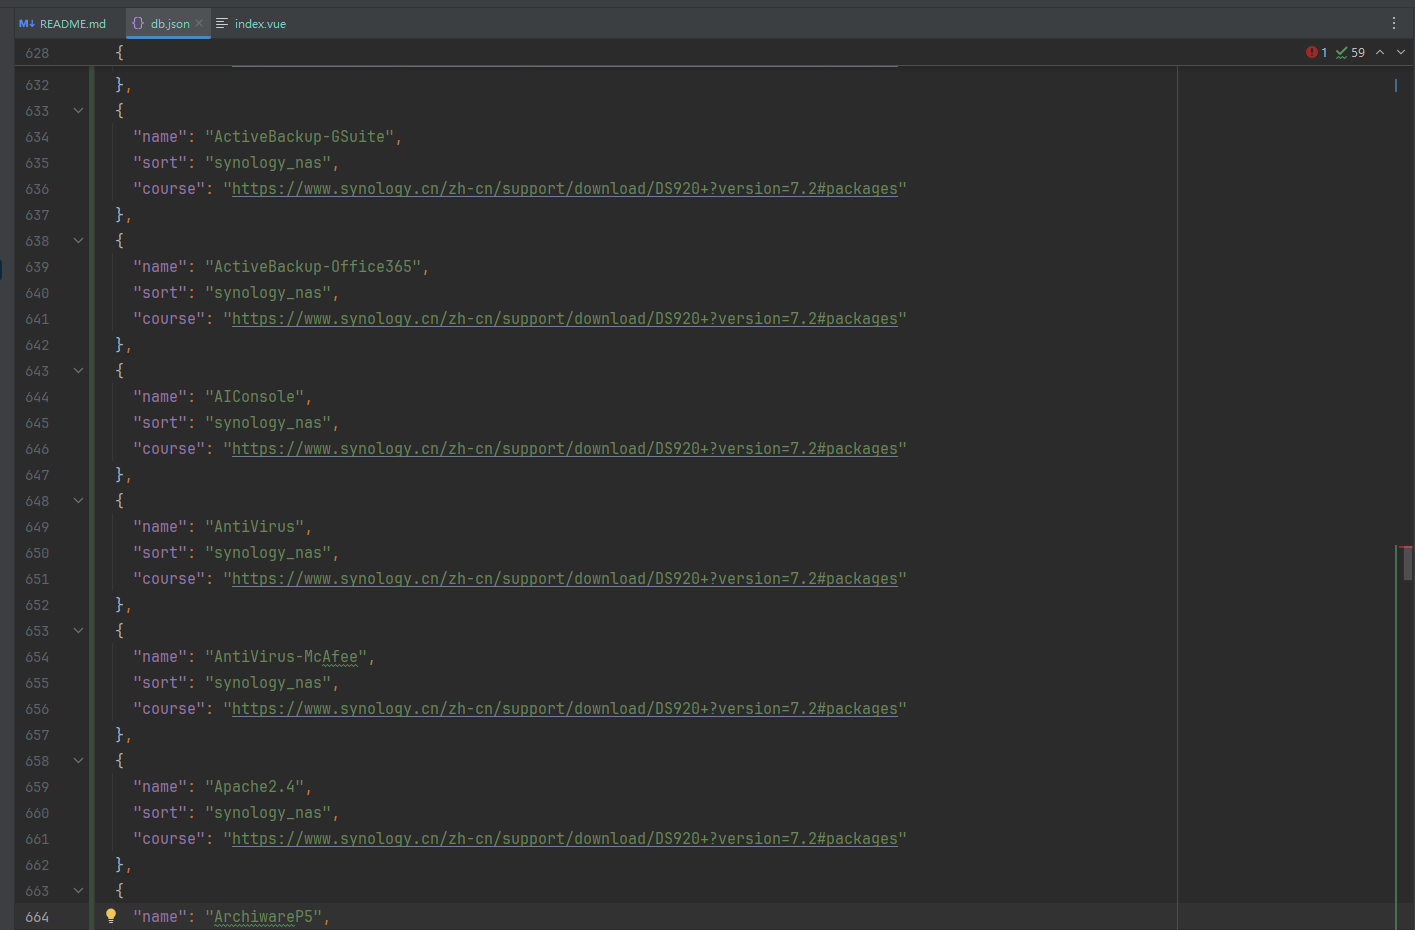 README.md
db.json
index.vue
628 {
1 59
632 },
633 {
634 "name": "ActiveBackup-GSuite",
635 "sort": "synology_nas",
636 "course": "https://www.synology.cn/zh-cn/support/download/DS920+?version=7.2#packages"
637 },
638 {
639 "name": "ActiveBackup-Office365",
640 "sort": "synology_nas",
641 "course": "https://www.synology.cn/zh-cn/support/download/DS920+?version=7.2#packages"
642 },
643 {
644 "name": "AIConsole",
645 "sort": "synology_nas",
646 "course": "https://www.synology.cn/zh-cn/support/download/DS920+?version=7.2#packages"
647 },
648 {
649 "name": "AntiVirus",
650 "sort": "synology_nas",
651 "course": "https://www.synology.cn/zh-cn/support/download/DS920+?version=7.2#packages"
652 },
653 {
654 "name": "AntiVirus-McAfee",
655 "sort": "synology_nas",
656 "course": "https://www.synology.cn/zh-cn/support/download/DS920+?version=7.2#packages"
657 },
658 {
659 "name": "Apache2.4",
660 "sort": "synology_nas",
661 "course": "https://www.synology.cn/zh-cn/support/download/DS920+?version=7.2#packages"
662 },
663 {
664 "name": "ArchiwareP5",